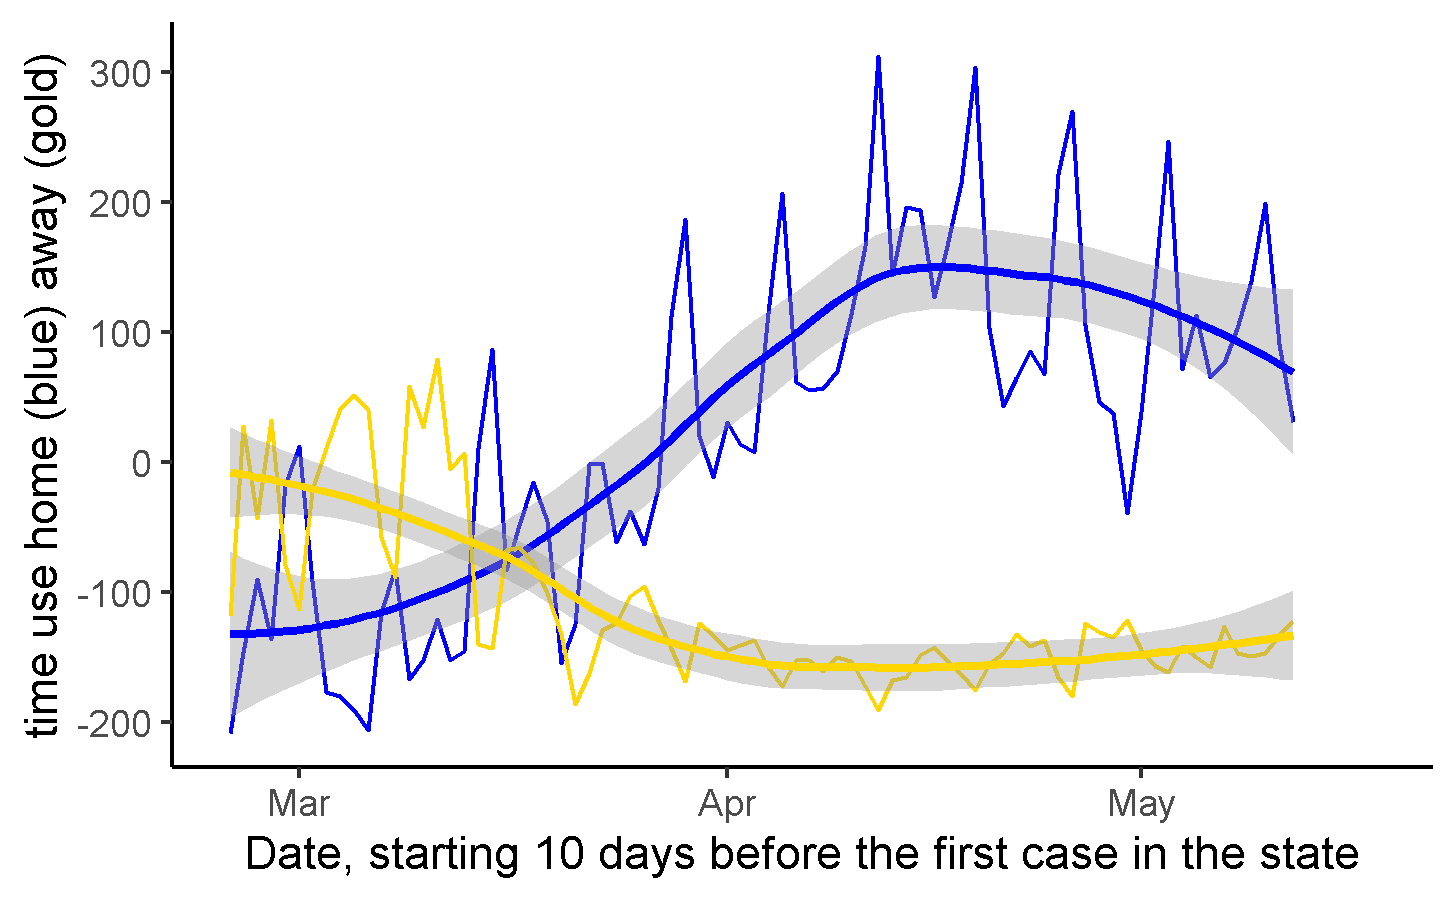 time use home (blue) away (gold)
300
200
100
0
-100
-200
Mar Apr May
Date, starting 10 days before the first case in the state